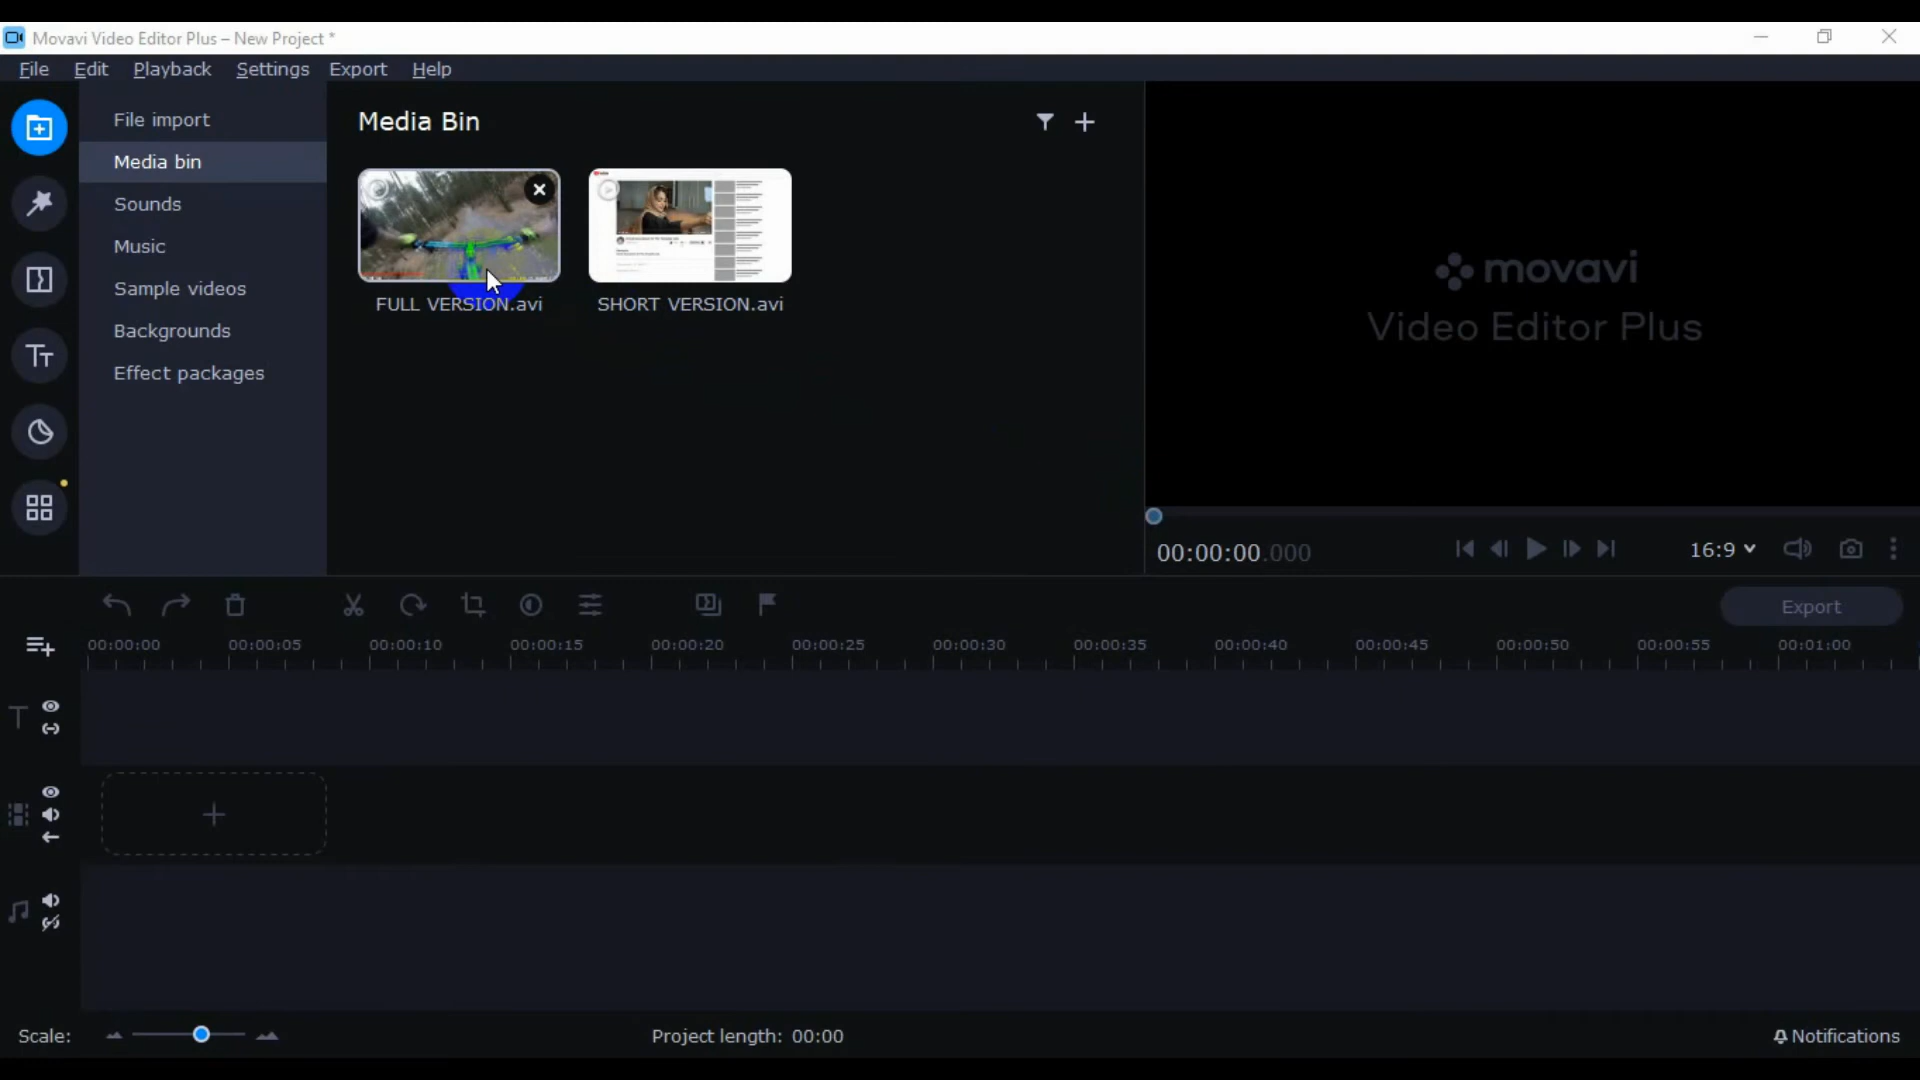 Movavi Video Editor Plus – New Project *
File Edit Playback Settings Export Help
File import
Media bin
Sounds
Music
Sample videos
Backgrounds
Effect packages
Media Bin
FULL VERSION.avi
SHORT VERSION.avi
movavi
Video Editor Plus
00:00:00.000
16:9
Export
00:00:00 00:00:05 00:00:10 00:00:15 00:00:20 00:00:25 00:00:30 00:00:35 00:00:40 00:00:45 00:00:50 00:00:55 00:01:00
Scale:
Project length: 00:00
Notifications